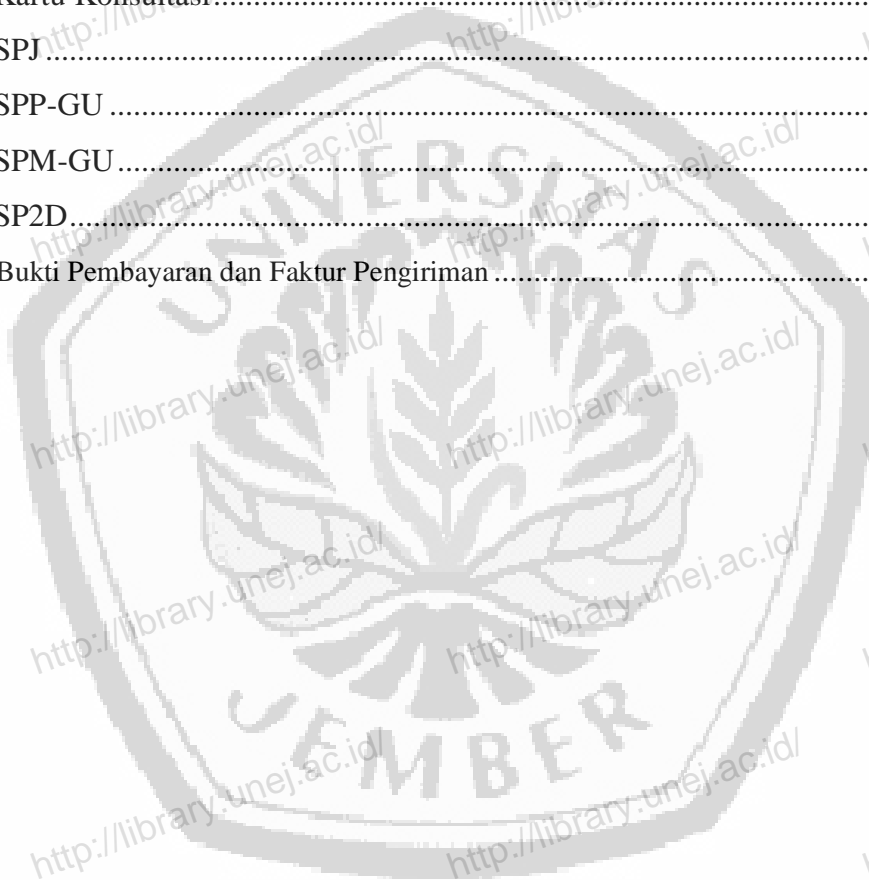 Kartu Konsultasi..........................................................................
SPJ..........................................................................................
SPP-GU ..................................................................................
SPM-GU..................................................................................
SP2D.......................................................................................
Bukti Pembayaran dan Faktur Pengiriman.........................................
UNIVERSITAS
JEMBER
http://library.unej.ac.id/
http://library.unej.ac.id/
http://library.unej.ac.id/
http://library.unej.ac.id/
http://library.unej.ac.id/
http://library.unej.ac.id/
http://library.unej.ac.id/
http://library.unej.ac.id/